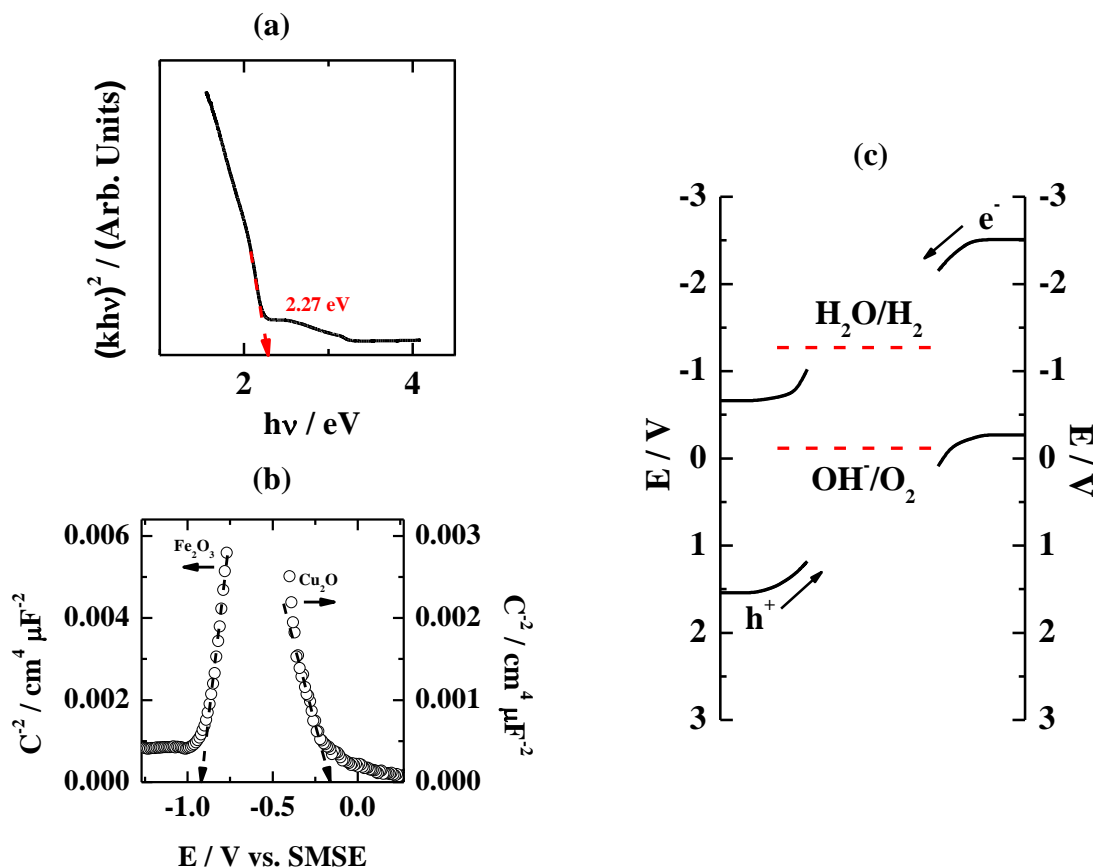 (a)
(khν)² / (Arb. Units)
2.27 eV
2 4
hν / eV
(b)
C⁻² / cm⁴ μF⁻²
0.006
0.004
0.002
0.000
Fe₂O₃
Cu₂O
0.003
0.002
0.001
0.000
C⁻² / cm⁴ μF⁻²
-1.0 -0.5 0.0
E / V vs. SMSE
(c)
E / V
-3
-2
-1
0
1
2
3
e⁻
H₂O/H₂
OH⁻/O₂
h⁺
-3
-2
-1
0
1
2
3
E / V